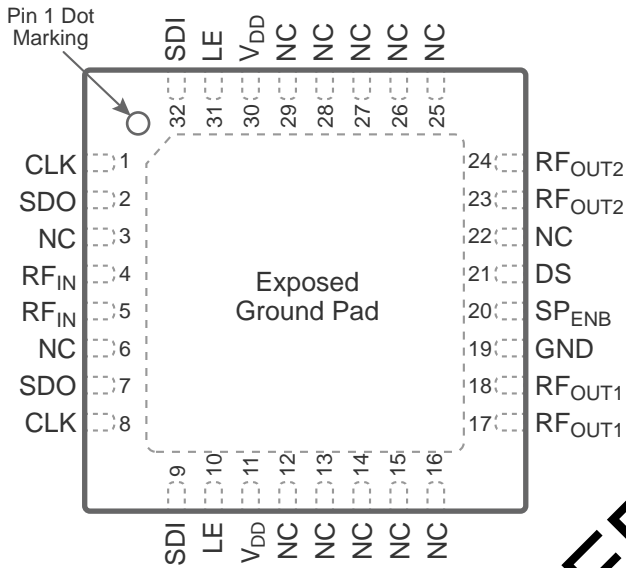 Pin 1 Dot
Marking
SDI
LE
VDD
NC
NC
NC
NC
NC
32
31
30
29
28
27
26
25
CLK 1
SDO 2
NC 3
RFIN 4
RFIN 5
NC 6
SDO 7
CLK 8
Exposed
Ground Pad
24 RFOUT2
23 RFOUT2
22 NC
21 DS
20 SPENB
19 GND
18 RFOUT1
17 RFOUT1
9
10
11
12
13
14
15
16
SDI
LE
VDD
NC
NC
NC
NC
NC